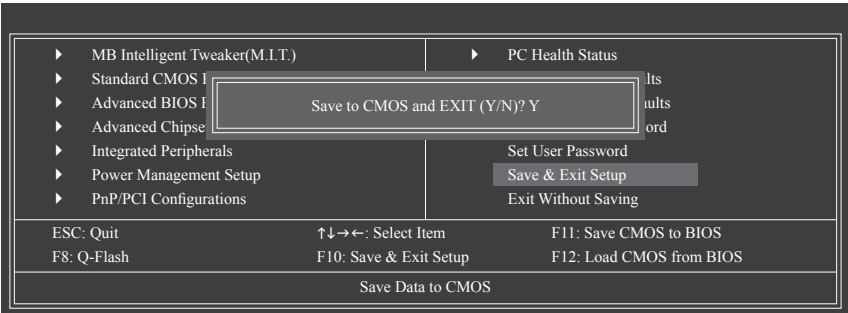 MB Intelligent Tweaker(M.I.T.)
Standard CMOS
Advanced BIOS
Advanced
Integrated Peripherals
Power Management Setup
PnP/PCI Configurations
PC Health Status
Set User Password
Save & Exit Setup
Exit Without Saving
Save to CMOS and EXIT (Y/N)? Y
ESC: Quit ↑↓→←: Select Item F11: Save CMOS to BIOS
F8: Q-Flash F10: Save & Exit Setup F12: Load CMOS from BIOS
Save Data to CMOS